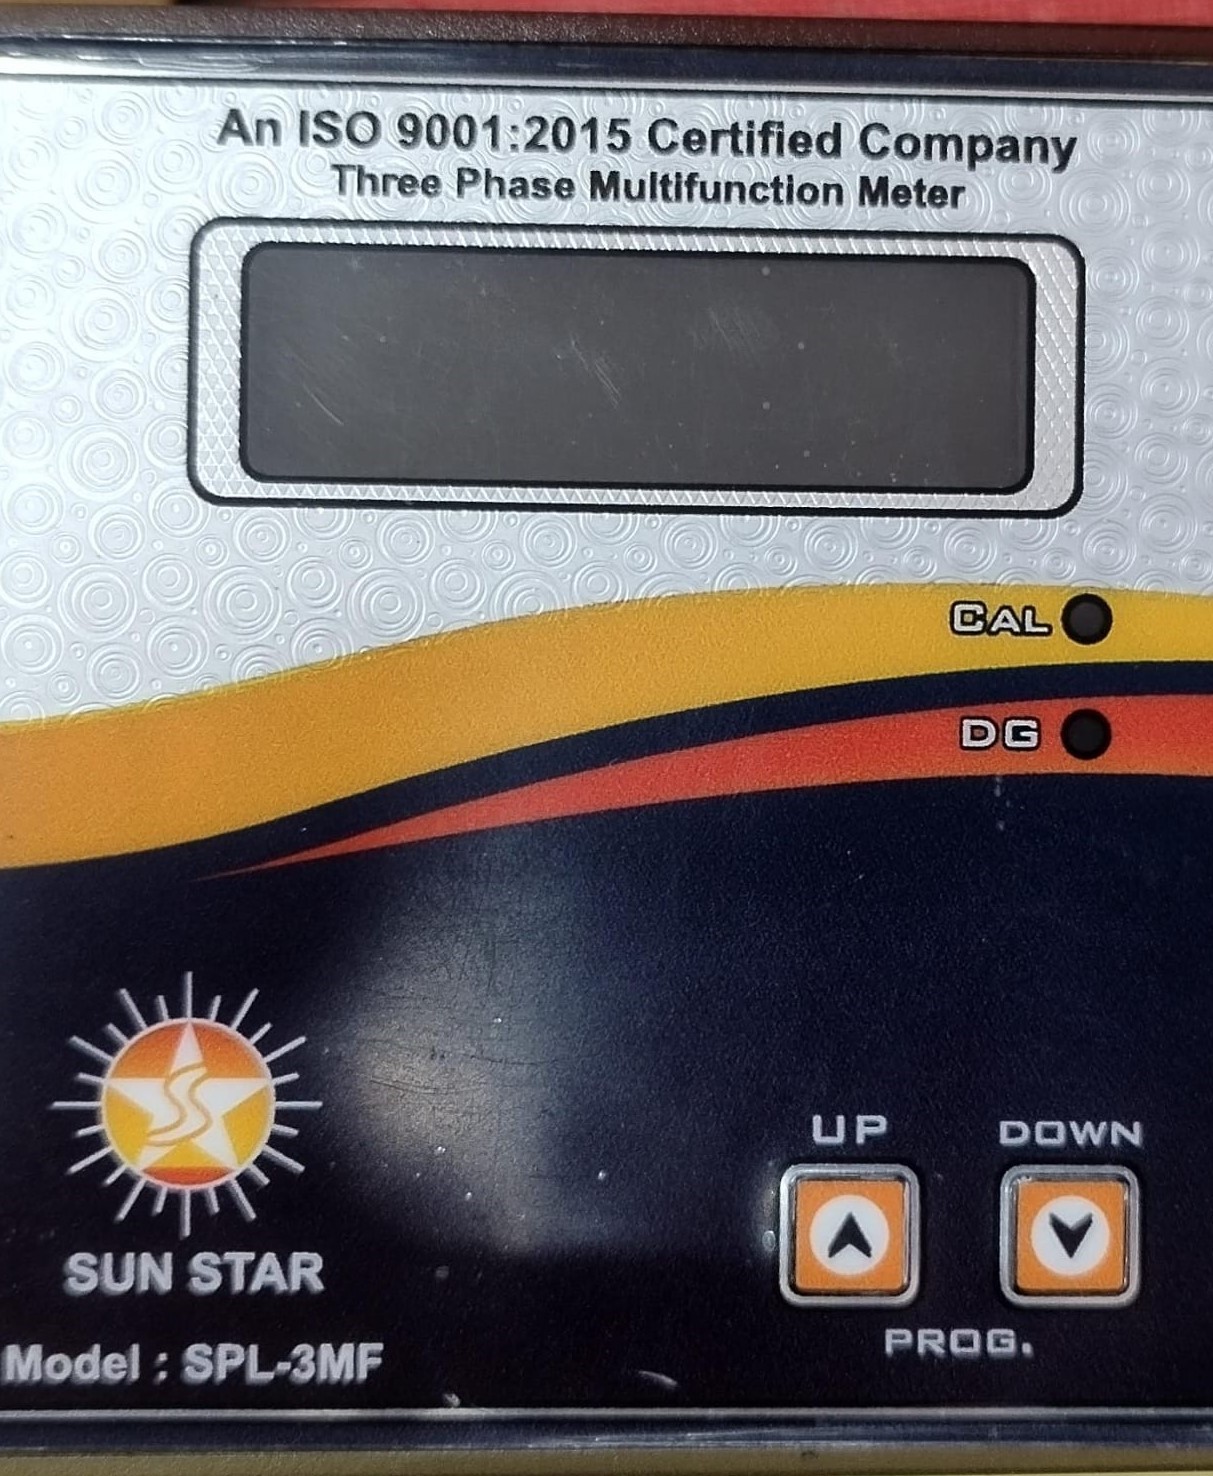 An ISO 9001:2015 Certified Company
Three Phase Multifunction Meter
CAL
DG
UP DOWN
PROG.
SUN STAR
Model : SPL-3MF